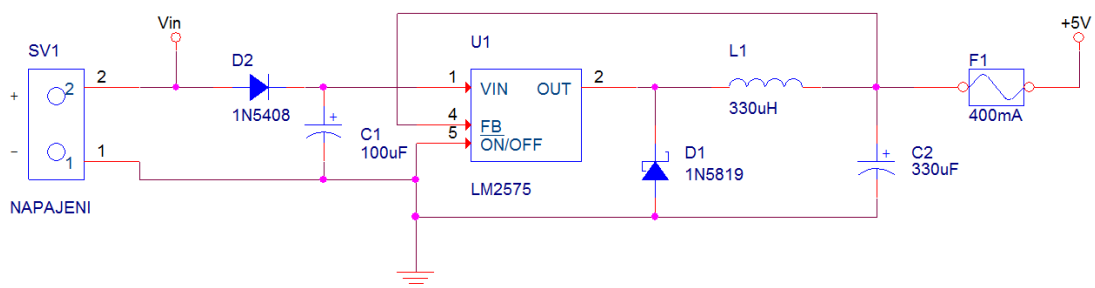 Vin
+5V
SV1
D2
U1
L1
F1
2
1
VIN
OUT
2
+
2
1N5408
4
FB
330uH
400mA
C1
+
100uF
5
ON/OFF
D1
1N5819
C2
+
330uF
-
1
1
LM2575
NAPAJENI